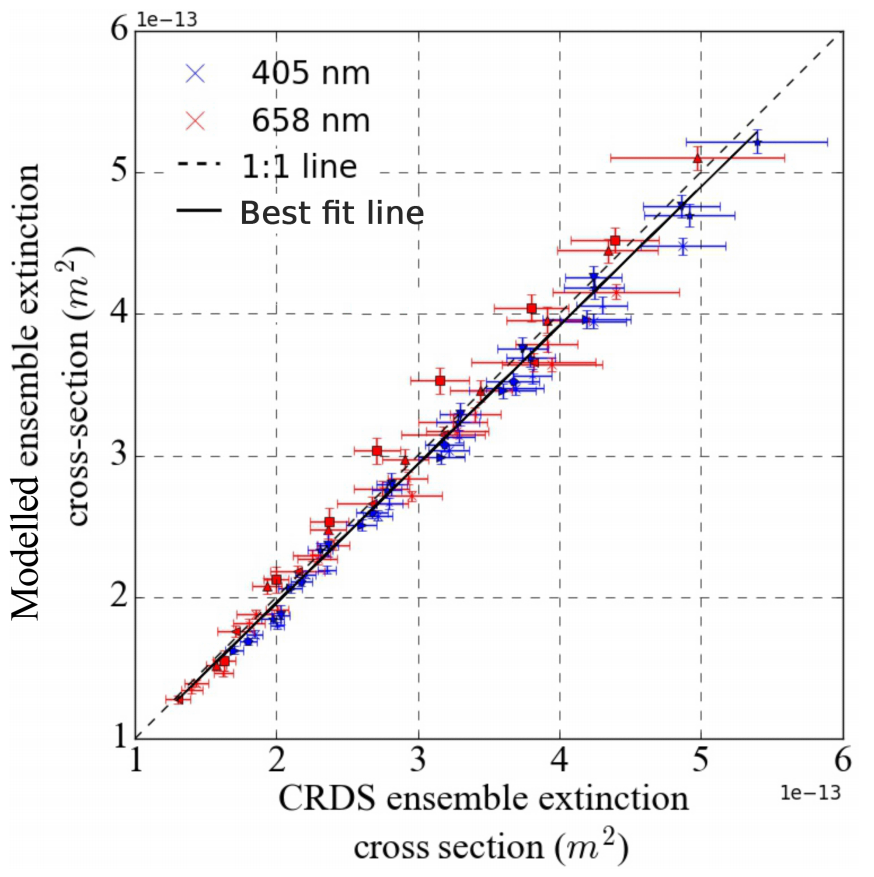 6 1e−13
405 nm
658 nm
1:1 line
Best fit line
5
4
3
2
1
Modelled ensemble extinction
cross-section (m²)
1 2 3 4 5 6
CRDS ensemble extinction 1e−13
cross section (m²)